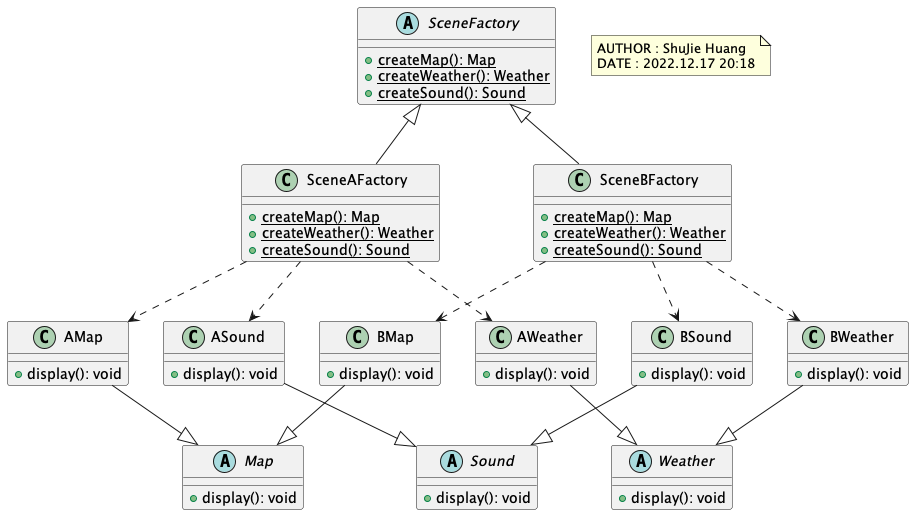 A SceneFactory
createMap(): Map
createWeather(): Weather
createSound(): Sound
AUTHOR : ShuJie Huang
DATE : 2022.12.17 20:18
C SceneAFactory
createMap(): Map
createWeather(): Weather
createSound(): Sound
C SceneBFactory
createMap(): Map
createWeather(): Weather
createSound(): Sound
C AMap
display(): void
C ASound
display(): void
C BMap
display(): void
C AWeather
display(): void
C BSound
display(): void
C BWeather
display(): void
A Map
display(): void
A Sound
display(): void
A Weather
display(): void